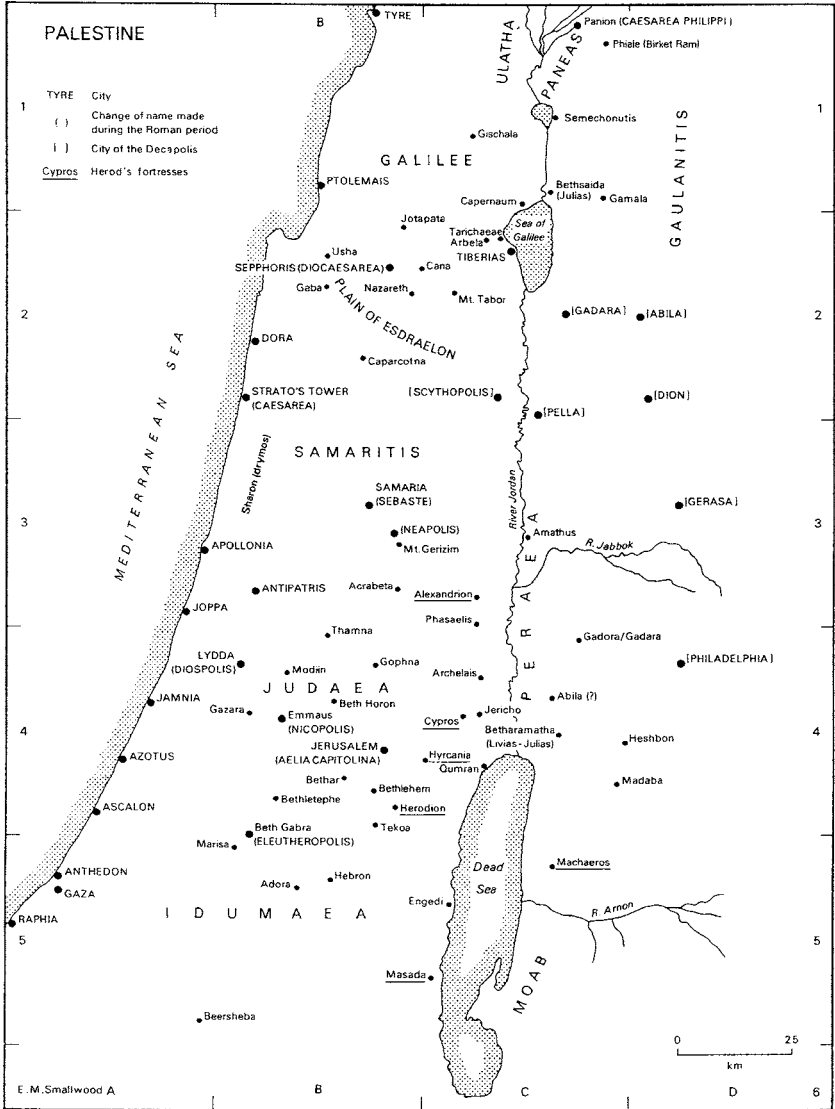 PALESTINE
B
TYRE
TYRE City
( ) Change of name made
during the Roman period
[ ] City of the Decapolis
Cypros Herod's fortresses
ULATHA
PANEAS
Panion (CAESAREA PHILIPPI)
Phiale (Birket Ram)
1
1
Semechonutis
Gischala
GALILEE
GAULANITIS
PTOLEMAIS
Capernaum
Bethsaida
(Julias)
Gamala
Jotapata
Tarichaeae
Arbela
Sea of
Galilee
TIBERIAS
Usha
SEPPHORIS (DIOCAESAREA)
Cana
Gaba
Nazareth
Mt. Tabor
PLAIN OF ESDRAELON
2
[GADARA]
[ABILA]
2
DORA
Caparcotna
MEDITERRANEAN SEA
STRATO'S TOWER
(CAESAREA)
[SCYTHOPOLIS]
[PELLA]
[DION]
SAMARITIS
Sharon (drymos)
SAMARIA
(SEBASTE)
River Jordan
[GERASA]
3
(NEAPOLIS)
Mt. Gerizim
Amathus
3
APOLLONIA
R. Jabbok
PERAEA
ANTIPATRIS
Acrabeta
Alexandrion
JOPPA
Phasaelis
Thamna
Gadora/Gadara
LYDDA
(DIOSPOLIS)
Modiin
Gophna
Archelais
[PHILADELPHIA]
JUDAEA
JAMNIA
Gazara
Beth Horon
Abila (?)
Emmaus
(NICOPOLIS)
Cypros
Jericho
4
Betharamatha
(Livias-Julias)
Heshbon
4
JERUSALEM
(AELIA CAPITOLINA)
AZOTUS
Hyrcania
Qumran
Bethar
Bethlehem
Madaba
Bethletephe
Herodion
ASCALON
Beth Gabra
(ELEUTHEROPOLIS)
Tekoa
Marisa
Dead
Sea
Machaeros
ANTHEDON
Hebron
GAZA
Adora
Engedi
RAPHIA
IDUMAEA
R. Arnon
5
5
Masada
MOAB
Beersheba
0 25
km
E.M.Smallwood A
B
C
D
6